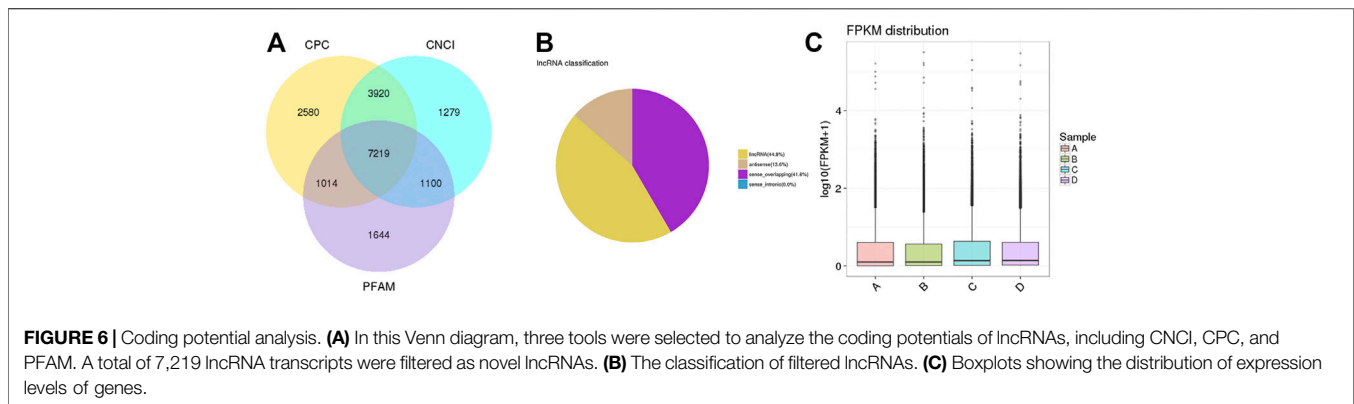 A
CPC
CNCI
3920
2580
1279
7219
1014
1100
1644
PFAM
B
lncRNA classification
lincRNA(44.8%)
antisense(13.6%)
sense_overlapping(41.6%)
sense_intronic(0.0%)
C
FPKM distribution
log10(FPKM+1)
4
2
0
A
B
C
D
Sample
A
B
C
D
FIGURE 6 | Coding potential analysis. (A) In this Venn diagram, three tools were selected to analyze the coding potentials of lncRNAs, including CNCI, CPC, and
PFAM. A total of 7,219 lncRNA transcripts were filtered as novel lncRNAs. (B) The classification of filtered lncRNAs. (C) Boxplots showing the distribution of expression
levels of genes.